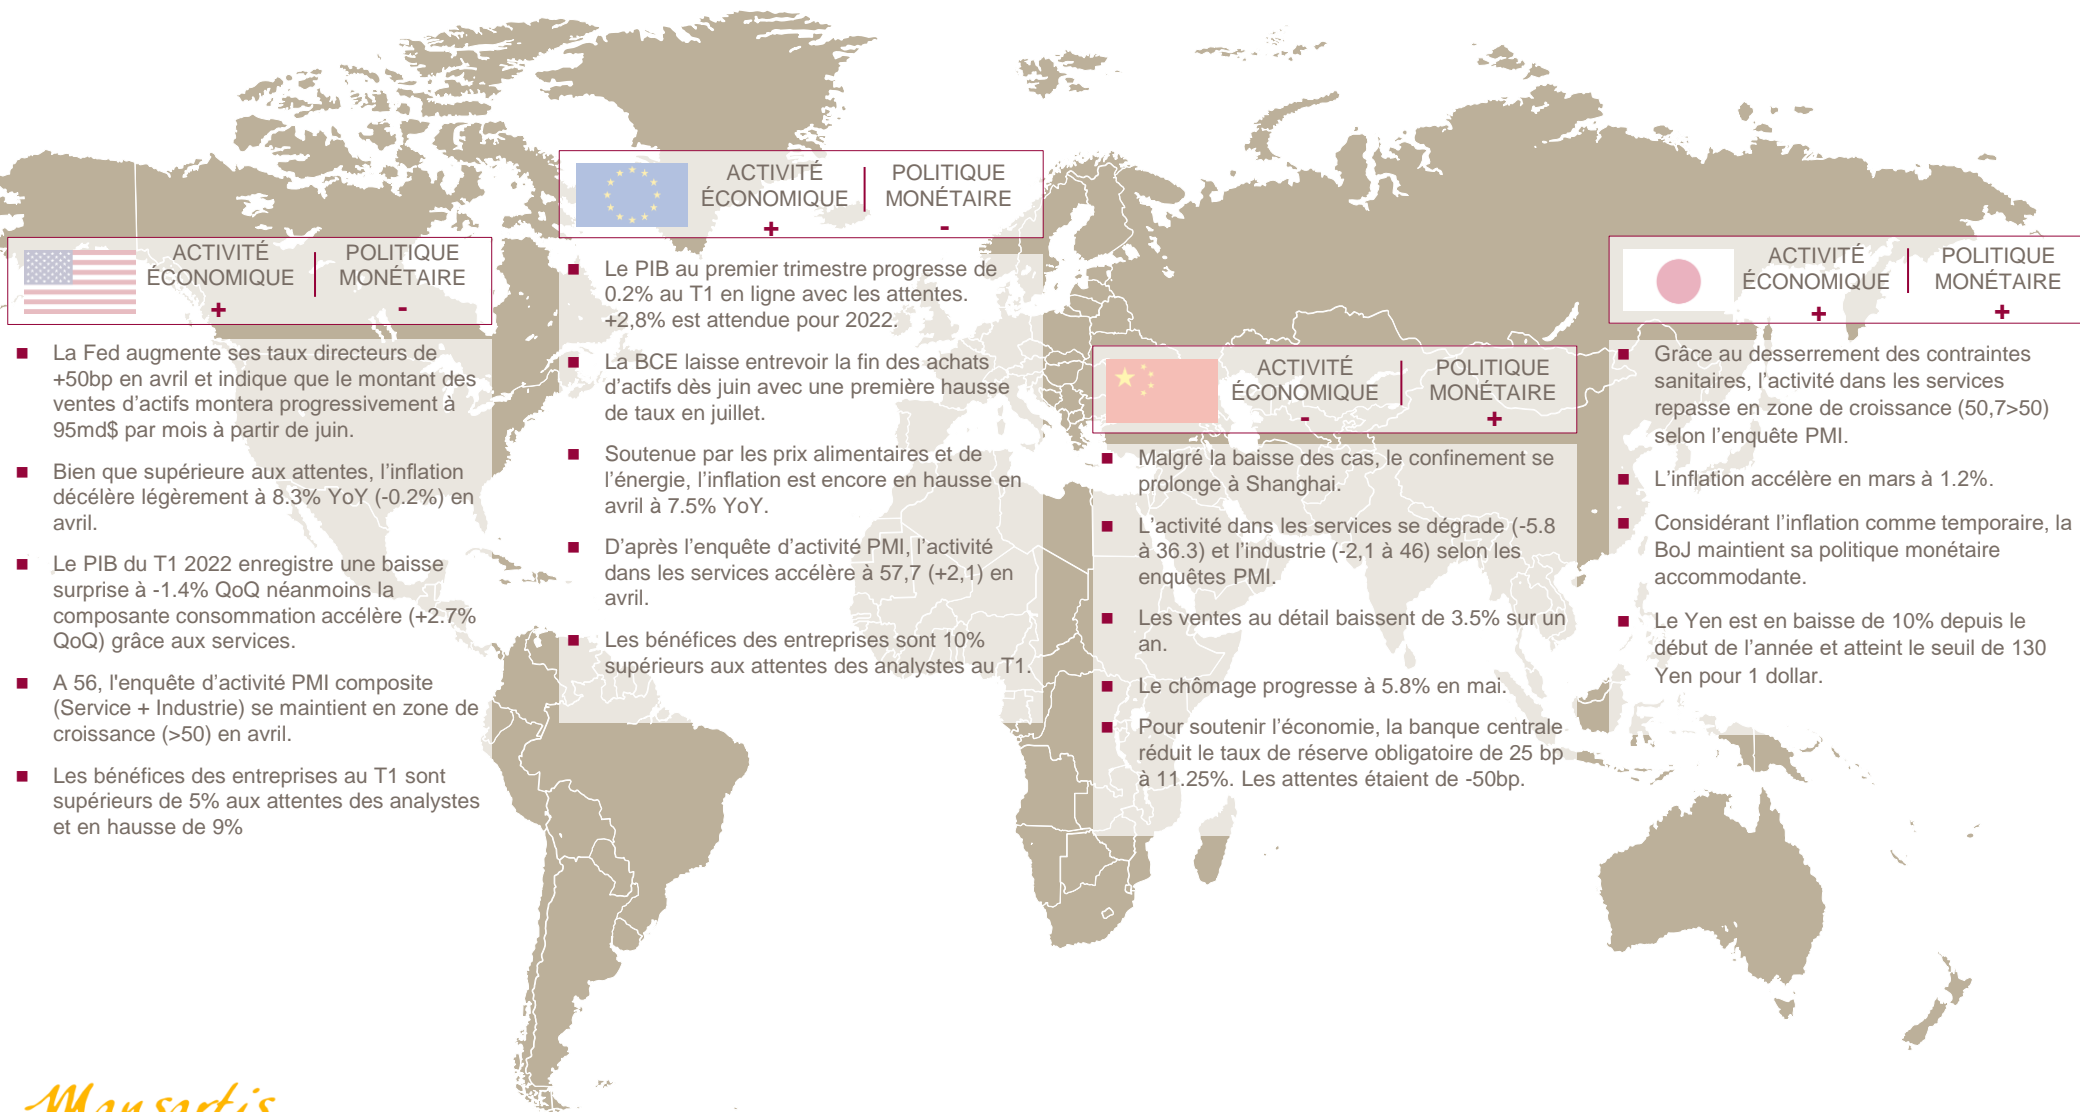 ACTIVITÉ
ÉCONOMIQUE
+
POLITIQUE
MONÉTAIRE
-
La Fed augmente ses taux directeurs de
+50bp en avril et indique que le montant des
ventes d’actifs montera progressivement à
95md$ par mois à partir de juin.
Bien que supérieure aux attentes, l’inflation
décélère légèrement à 8.3% YoY (-0.2%) en
avril.
Le PIB du T1 2022 enregistre une baisse
surprise à -1.4% QoQ néanmoins la
composante consommation accélère (+2.7%
QoQ) grâce aux services.
A 56, l'enquête d’activité PMI composite
(Service + Industrie) se maintient en zone de
croissance (>50) en avril.
Les bénéfices des entreprises au T1 sont
supérieurs de 5% aux attentes des analystes
et en hausse de 9%
ACTIVITÉ
ÉCONOMIQUE
+
POLITIQUE
MONÉTAIRE
-
Le PIB au premier trimestre progresse de
0.2% au T1 en ligne avec les attentes.
+2,8% est attendue pour 2022.
La BCE laisse entrevoir la fin des achats
d’actifs dès juin avec une première hausse
de taux en juillet.
Soutenue par les prix alimentaires et de
l’énergie, l’inflation est encore en hausse en
avril à 7.5% YoY.
D’après l’enquête d’activité PMI, l’activité
dans les services accélère à 57,7 (+2,1) en
avril.
Les bénéfices des entreprises sont 10%
supérieurs aux attentes des analystes au T1.
ACTIVITÉ
ÉCONOMIQUE
-
POLITIQUE
MONÉTAIRE
+
Malgré la baisse des cas, le confinement se
prolonge à Shanghai.
L’activité dans les services se dégrade (-5.8
à 36.3) et l’industrie (-2,1 à 46) selon les
enquêtes PMI.
Les ventes au détail baissent de 3.5% sur un
an.
Le chômage progresse à 5.8% en mai.
Pour soutenir l’économie, la banque centrale
réduit le taux de réserve obligatoire de 25 bp
à 11.25%. Les attentes étaient de -50bp.
ACTIVITÉ
ÉCONOMIQUE
+
POLITIQUE
MONÉTAIRE
+
Grâce au desserrement des contraintes
sanitaires, l’activité dans les services
repasse en zone de croissance (50,7>50)
selon l’enquête PMI.
L’inflation accélère en mars à 1.2%.
Considérant l’inflation comme temporaire, la
BoJ maintient sa politique monétaire
accommodante.
Le Yen est en baisse de 10% depuis le
début de l’année et atteint le seuil de 130
Yen pour 1 dollar.
Mansartis